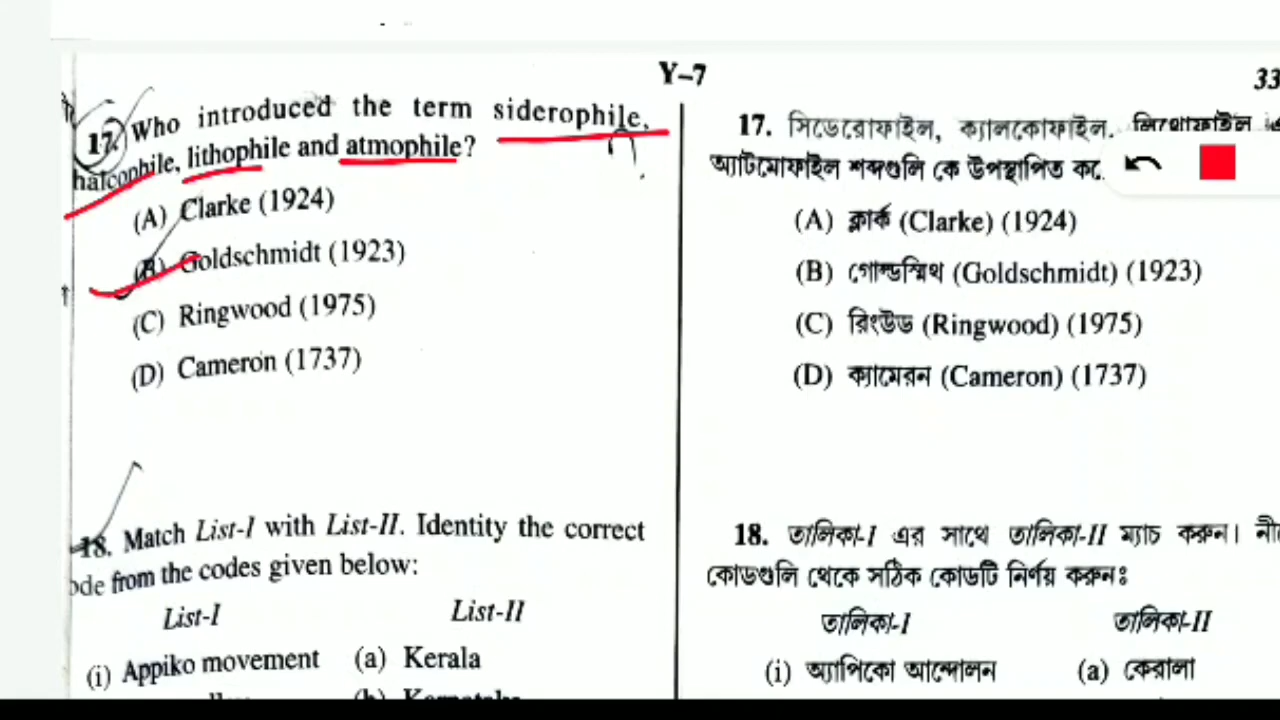 Y–7
33
17. Who introduced the term siderophile,
halcophile, lithophile and atmophile?
(A) Clarke (1924)
(B) Goldschmidt (1923)
(C) Ringwood (1975)
(D) Cameron (1737)
18. Match List-I with List-II. Identity the correct
ode from the codes given below:
List-I List-II
(i) Appiko movement (a) Kerala
17. সিডেরোফাইল, ক্যালকোফাইল, লিথোফাইল
অ্যাটমোফাইল শব্দগুলি কে উপস্থাপিত
(A) ক্লার্ক (Clarke) (1924)
(B) গোল্ডস্মিথ (Goldschmidt) (1923)
(C) রিংউড (Ringwood) (1975)
(D) ক্যামেরন (Cameron) (1737)
18. তালিকা-I এর সাথে তালিকা-II ম্যাচ করুন।
কোডগুলি থেকে সঠিক কোডটি নির্ণয় করুনঃ
তালিকা-I তালিকা-II
(i) অ্যাপিকো আন্দোলন (a) কেরালা